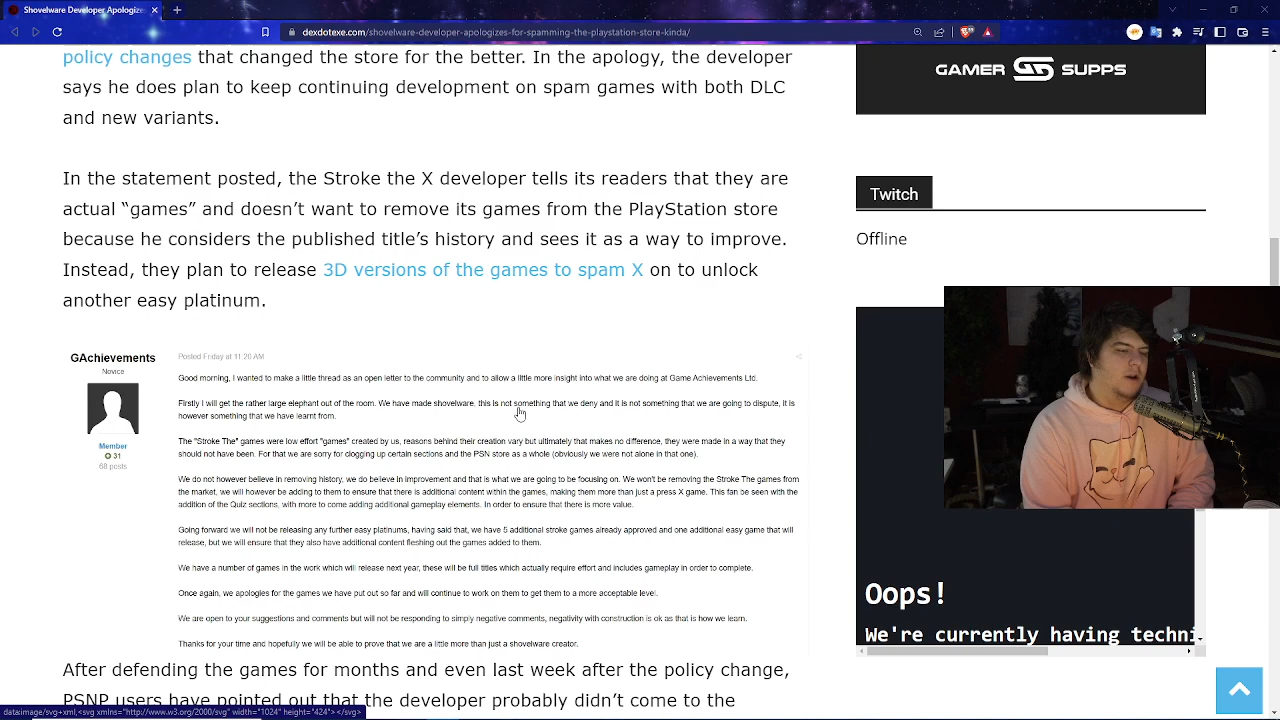 Shovelware Developer Apologizes
dexdotexe.com/shovelware-developer-apologizes-for-spamming-the-playstation-store-kinda/
policy changes that changed the store for the better. In the apology, the developer
says he does plan to keep continuing development on spam games with both DLC
and new variants.
In the statement posted, the Stroke the X developer tells its readers that they are
actual “games” and doesn’t want to remove its games from the PlayStation store
because he considers the published title’s history and sees it as a way to improve.
Instead, they plan to release 3D versions of the games to spam X on to unlock
another easy platinum.
GAchievements
Novice
Member
31
68 posts
Posted Friday at 11:20 AM
Good morning, I wanted to make a little thread as an open letter to the community and to allow a little more insight into what we are doing at Game Achievements Ltd.
Firstly I will get the rather large elephant out of the room. We have made shovelware, this is not something that we deny and it is not something that we are going to dispute, it is
however something that we have learnt from.
The "Stroke The" games were low effort "games" created by us, reasons behind their creation vary but ultimately that makes no difference, they were made in a way that they
should not have been. For that we are sorry for clogging up certain sections and the PSN store as a whole (obviously we were not alone in that one).
We do not however believe in removing history, we do believe in improvement and that is what we are going to be focusing on. We won't be removing the Stroke The games from
the market, we will however be adding to them to ensure that there is additional content within the games, making them more than just a press X game. This fan be seen with the
addition of the Quiz sections, with more to come adding additional gameplay elements. In order to ensure that there is more value.
Going forward we will not be releasing any further easy platinums, having said that, we have 5 additional stroke games already approved and one additional easy game that will
release, but we will ensure that they also have additional content fleshing out the games added to them.
We have a number of games in the work which will release next year, these will be full titles which actually require effort and includes gameplay in order to complete.
Once again, we apologies for the games we have put out so far and will continue to work on them to get them to a more acceptable level.
We are open to your suggestions and comments but will not be responding to simply negative comments, negativity with construction is ok as that is how we learn.
Thanks for your time and hopefully we will be able to prove that we are a little more than just a shovelware creator.
After defending the games for months and even last week after the policy change,
PSNP users have pointed out that the developer probably didn’t come to the
data:image/svg+xml,<svg xmlns="http://www.w3.org/2000/svg" width="1024" height="424"></svg>
GAMER SUPPS
Twitch
Offline
Oops!
We're currently having techni